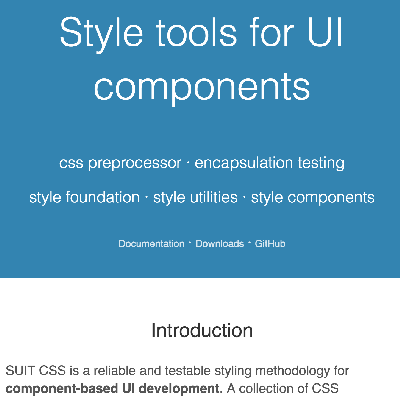 Style tools for UI
components
css preprocessor · encapsulation testing
style foundation · style utilities · style components
Documentation · Downloads · GitHub
Introduction
SUIT CSS is a reliable and testable styling methodology for
component-based UI development. A collection of CSS